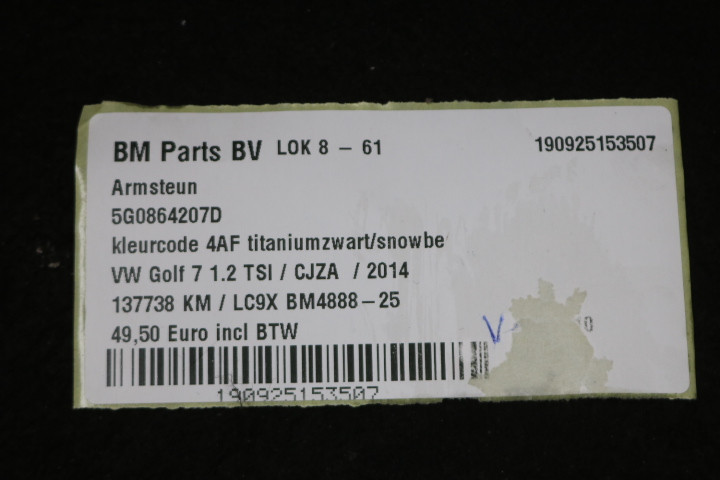 BM Parts BV LOK 8 - 61 190925153507
Armsteun
5G0864207D
kleurcode 4AF titaniumzwart/snowbe
VW Golf 7 1.2 TSI / CJZA / 2014
137738 KM / LC9X BM4888-25
49,50 Euro incl BTW V 0
190925153507